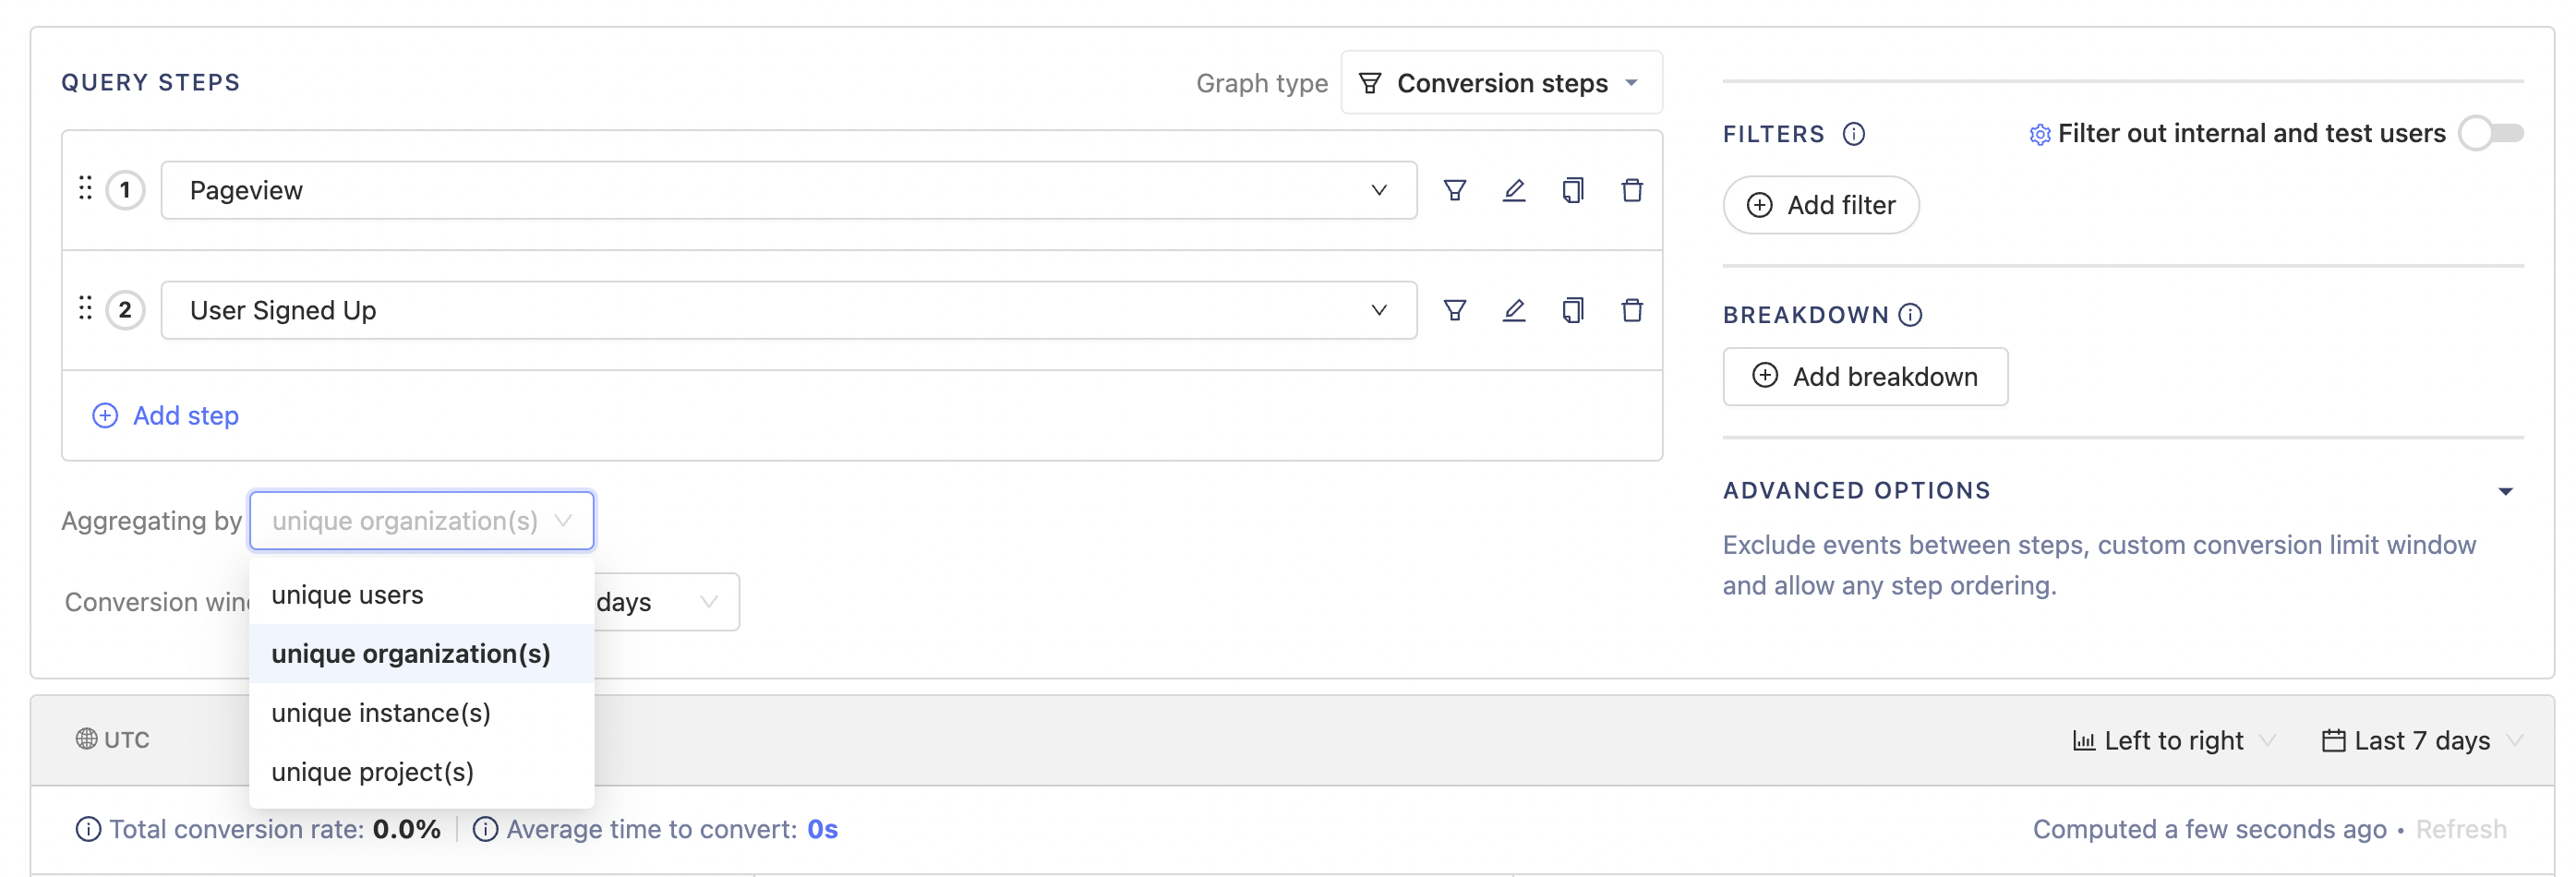 QUERY STEPS
Graph type Conversion steps
1 Pageview
2 User Signed Up
Add step
Aggregating by unique organization(s)
unique users
unique organization(s)
unique instance(s)
unique project(s)
Conversion days
FILTERS
Filter out internal and test users
Add filter
BREAKDOWN
Add breakdown
ADVANCED OPTIONS
Exclude events between steps, custom conversion limit window
and allow any step ordering.
UTC
Left to right
Last 7 days
Total conversion rate: 0.0%
Average time to convert: 0s
Computed a few seconds ago • Refresh